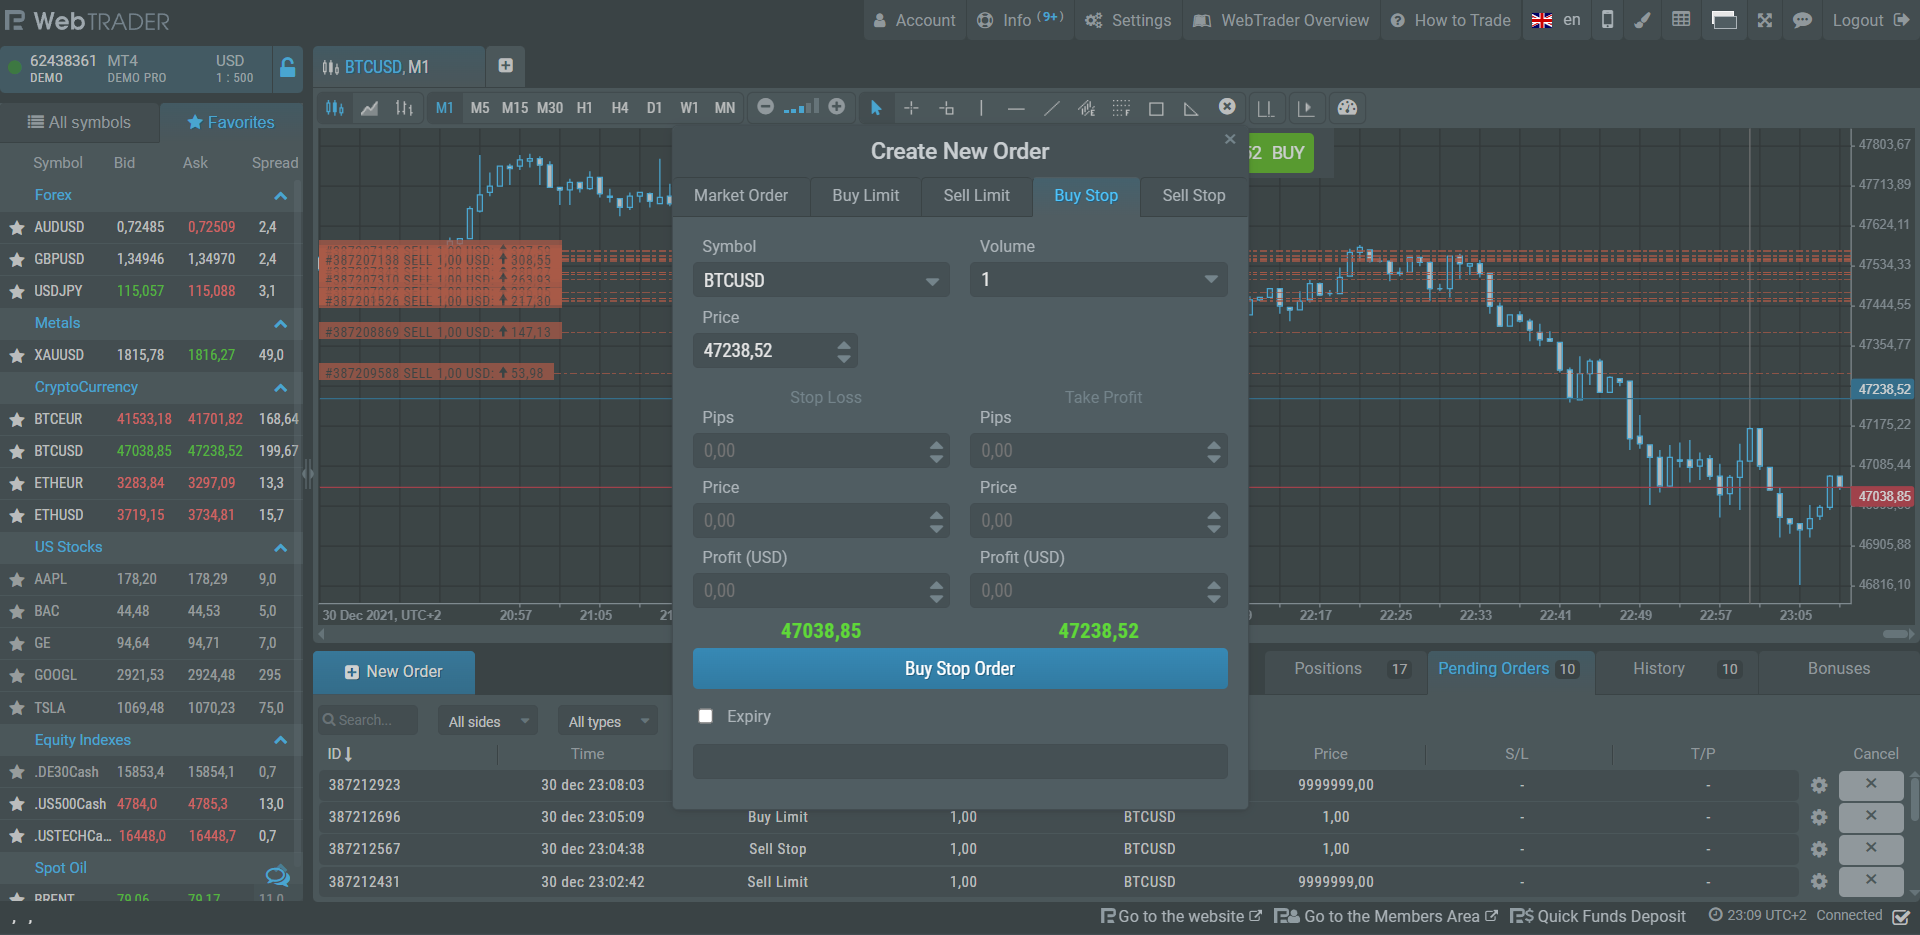 WebTRADER
Account
Info (9+)
Settings
WebTrader Overview
How to Trade
en
Logout
62438361 MT4 USD
DEMO DEMO PRO 1 : 500
BTCUSD, M1
M1 M5 M15 M30 H1 H4 D1 W1 MN
All symbols Favorites
Symbol Bid Ask Spread
Forex
AUDUSD 0,72485 0,72509 2,4
GBPUSD 1,34946 1,34970 2,4
USDJPY 115,057 115,088 3,1
Metals
XAUUSD 1815,78 1816,27 49,0
CryptoCurrency
BTCEUR 41533,18 41701,82 168,64
BTCUSD 47038,85 47238,52 199,67
ETHEUR 3283,84 3297,09 13,3
ETHUSD 3719,15 3734,81 15,7
US Stocks
AAPL 178,20 178,29 9,0
BAC 44,48 44,53 5,0
GE 94,64 94,71 7,0
GOOGL 2921,53 2924,48 295
TSLA 1069,48 1070,23 75,0
Equity Indexes
.DE30Cash 15853,4 15854,1 0,7
.US500Cash 4784,0 4785,3 13,0
.USTECHCa... 16448,0 16448,7 0,7
Spot Oil
BRENT 79,06 79,17 11,0
#387207138 SELL 1,00 USD: 308,55
#387201526 SELL 1,00 USD: 217,30
#387208869 SELL 1,00 USD: 147,13
#387209588 SELL 1,00 USD: 53,98
52 BUY
47803,67
47713,89
47624,11
47534,33
47444,55
47354,77
47238,52
47175,22
47085,44
47038,85
46905,88
46816,10
30 Dec 2021, UTC+2 20:57 21:05
22:17 22:25 22:33 22:41 22:49 22:57 23:05
Create New Order
Market Order Buy Limit Sell Limit Buy Stop Sell Stop
Symbol Volume
BTCUSD 1
Price
47238,52
Stop Loss Take Profit
Pips Pips
0,00 0,00
Price Price
0,00 0,00
Profit (USD) Profit (USD)
0,00 0,00
47038,85 47238,52
Buy Stop Order
Expiry
New Order
Positions 17 Pending Orders 10 History 10 Bonuses
Search... All sides All types
ID Time Price S/L T/P Cancel
387212923 30 dec 23:08:03 9999999,00 - -
387212696 30 dec 23:05:09 Buy Limit 1,00 BTCUSD 1,00 - -
387212567 30 dec 23:04:38 Sell Stop 1,00 BTCUSD 1,00 - -
387212431 30 dec 23:02:42 Sell Limit 1,00 BTCUSD 9999999,00 - -
Go to the website Go to the Members Area Quick Funds Deposit 23:09 UTC+2 Connected